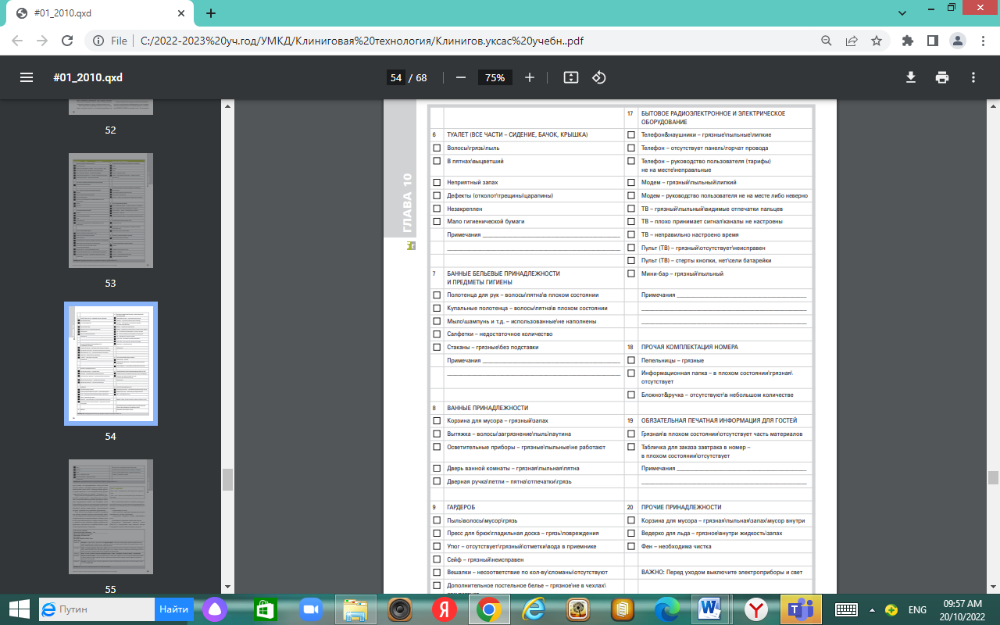 #01_2010.qxd
File
C:/2022-2023%20уч.год/УМКД/Клиниговая%20технология/Клинигов.уксас%20учебн..pdf
#01_2010.qxd
54 / 68
75%
52
53
54
55
ГЛАВА 10
6 ТУАЛЕТ (ВСЕ ЧАСТИ – СИДЕНИЕ, БАЧОК, КРЫШКА)
Волосы\грязь\пыль
В пятнах\выцветший
Неприятный запах
Дефекты (отколот\трещины\царапины)
Незакреплен
Мало гигиенической бумаги
Примечания
7 БАННЫЕ БЕЛЬЕВЫЕ ПРИНАДЛЕЖНОСТИ
И ПРЕДМЕТЫ ГИГИЕНЫ
Полотенца для рук – волосы\пятна\в плохом состоянии
Купальные полотенца – волосы\пятна\в плохом состоянии
Мыло\шампунь и т.д. – использованные\не наполнены
Салфетки – недостаточное количество
Стаканы – грязные\без подставки
Примечания
8 ВАННЫЕ ПРИНАДЛЕЖНОСТИ
Корзина для мусора – грязный\запах
Вытяжка – волосы\загрязнение\пыль\паутина
Осветительные приборы – грязные\пыльные\не работают
Дверь ванной комнаты – грязная\пыльная\пятна
Дверная ручка\петли – пятна\отпечатки\грязь
9 ГАРДЕРОБ
Пыль\волосы\мусор\грязь
Пресс для брюк\гладильная доска – грязь\повреждения
Утюг – отсутствует\грязный\отметки\вода в приемнике
Сейф – грязный\неисправен
Вешалки – несоответствие по кол-ву\сломаны\отсутствуют
Дополнительное постельное белье – грязное\не в чехлах\
17 БЫТОВОЕ РАДИОЭЛЕКТРОННОЕ И ЭЛЕКТРИЧЕСКОЕ
ОБОРУДОВАНИЕ
Телефон&наушники – грязные\пыльные\липкие
Телефон – отсутствует панель\торчат провода
Телефон – руководство пользователя (тарифы)
не на месте\неправльные
Модем – грязный\пыльный\липкий
Модем – руководство пользователя не на месте либо неверно
ТВ – грязный\пыльный\видимые отпечатки пальцев
ТВ – плохо принимает сигнал\каналы не настроены
ТВ – неправильно настроено время
Пульт (ТВ) – грязный\отсутствует\неисправен
Пульт (ТВ) – стерты кнопки, нет\сели батарейки
Мини-бар – грязный\пыльный
Примечания
18 ПРОЧАЯ КОМПЛЕКТАЦИЯ НОМЕРА
Пепельницы – грязные
Информационная папка – в плохом состоянии\грязная\
отсутствует
Блокнот&ручка – отсутствуют\в небольшом количестве
19 ОБЯЗАТЕЛЬНАЯ ПЕЧАТНАЯ ИНФОРМАЦИЯ ДЛЯ ГОСТЕЙ
Грязная\в плохом состоянии\отсутствует часть материалов
Табличка для заказа завтрака в номер –
в плохом состоянии\отсутствует
Примечания
20 ПРОЧИЕ ПРИНАДЛЕЖНОСТИ
Корзина для мусора – грязная\пыльная\запах\мусор внутри
Ведерко для льда – грязное\внутри жидкость\запах
Фен – необходима чистка
ВАЖНО: Перед уходом выключите электроприборы и свет
Путин
Найти
ENG
09:57 AM
20/10/2022